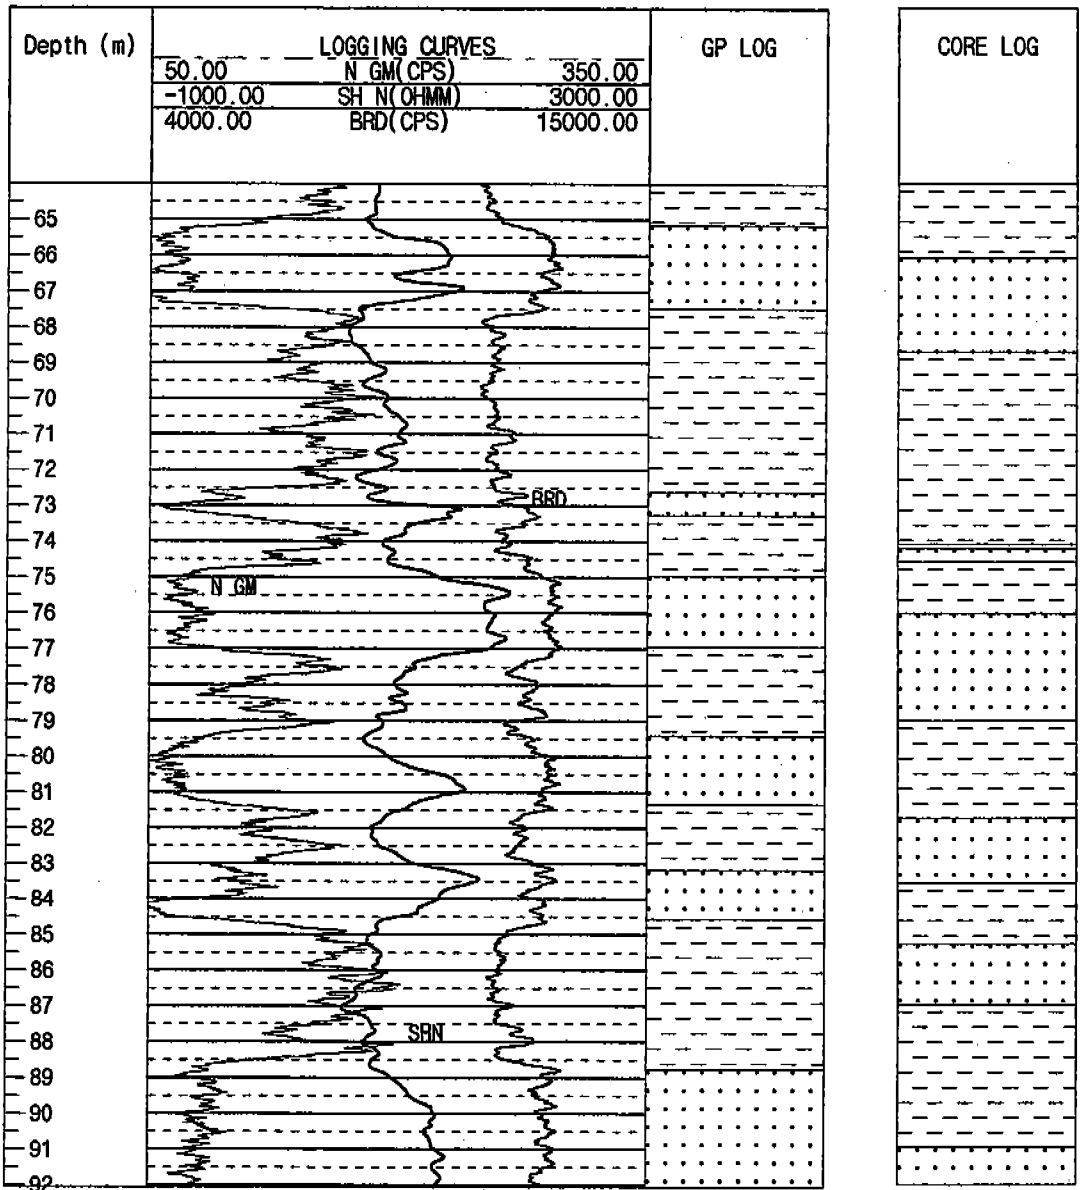 Depth (m)
LOGGING CURVES
GP LOG
CORE LOG
50.00 N GM(CPS) 350.00
-1000.00 SH N(OHMM) 3000.00
4000.00 BRD(CPS) 15000.00
65
66
67
68
69
70
71
72
BRD
73
74
75
N GM
76
77
78
79
80
81
82
83
84
85
86
87
SRN
88
89
90
91
92